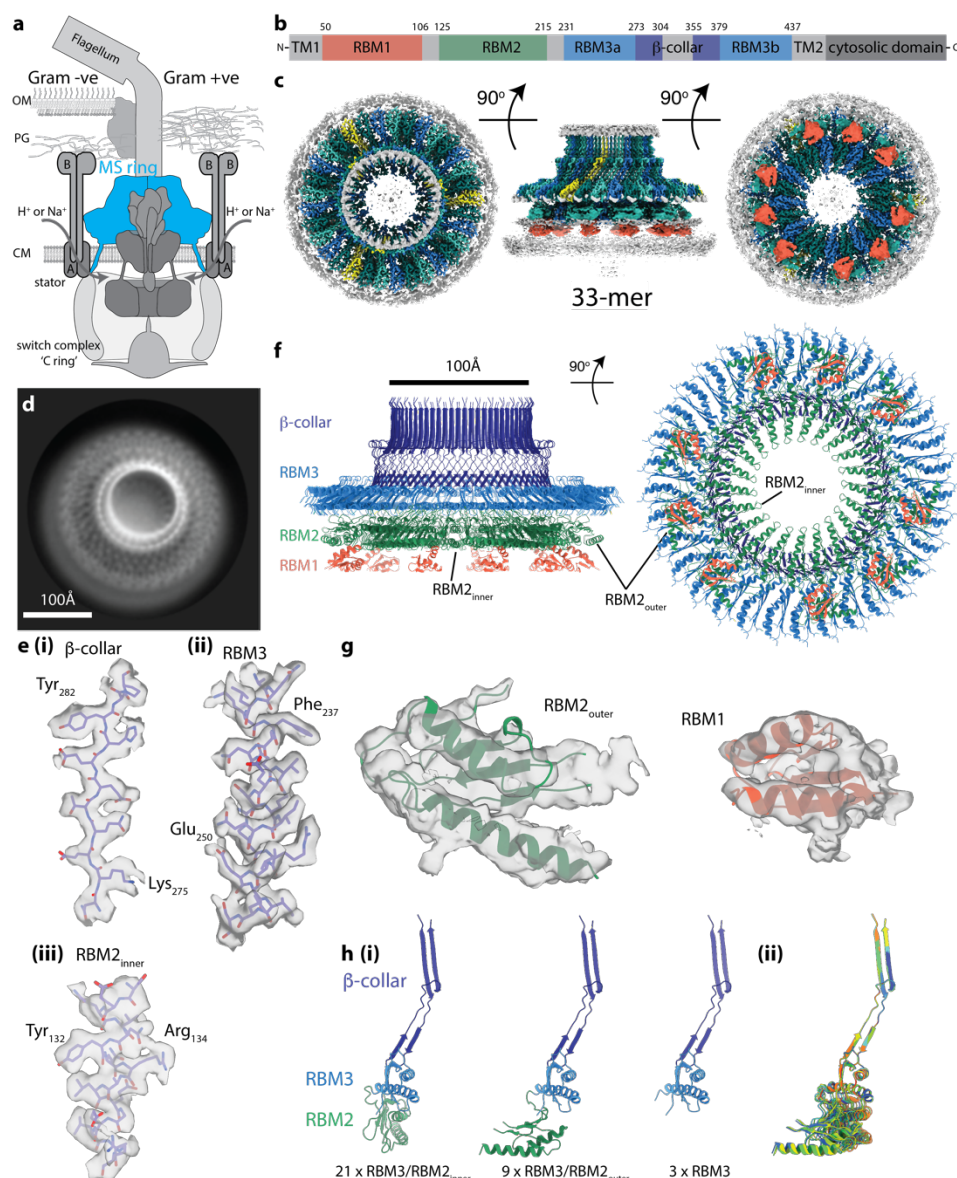 a
Flagellum
Gram -ve
Gram +ve
OM
PG
B
B
B
B
MS ring
H⁺ or Na⁺
H⁺ or Na⁺
CM
A
A
stator
switch complex
'C ring'
b
50
106
125
215
231
273
304
355
379
437
N-
TM1
RBM1
RBM2
RBM3a
β-collar
RBM3b
TM2
cytosolic domain
c
90°
90°
33-mer
d
100Å
e (i)
β-collar
Tyr₂₈₂
Lys₂₇₅
(ii)
RBM3
Phe₂₃₇
Glu₂₅₀
(iii)
RBM2inner
Tyr₁₃₂
Arg₁₃₄
f
100Å
90°
β-collar
RBM3
RBM2
RBM1
RBM2inner
RBM2outer
RBM2inner
g
RBM2outer
RBM1
h (i)
β-collar
RBM3
RBM2
21 x RBM3/RBM2inner
9 x RBM3/RBM2outer
3 x RBM3
(ii)